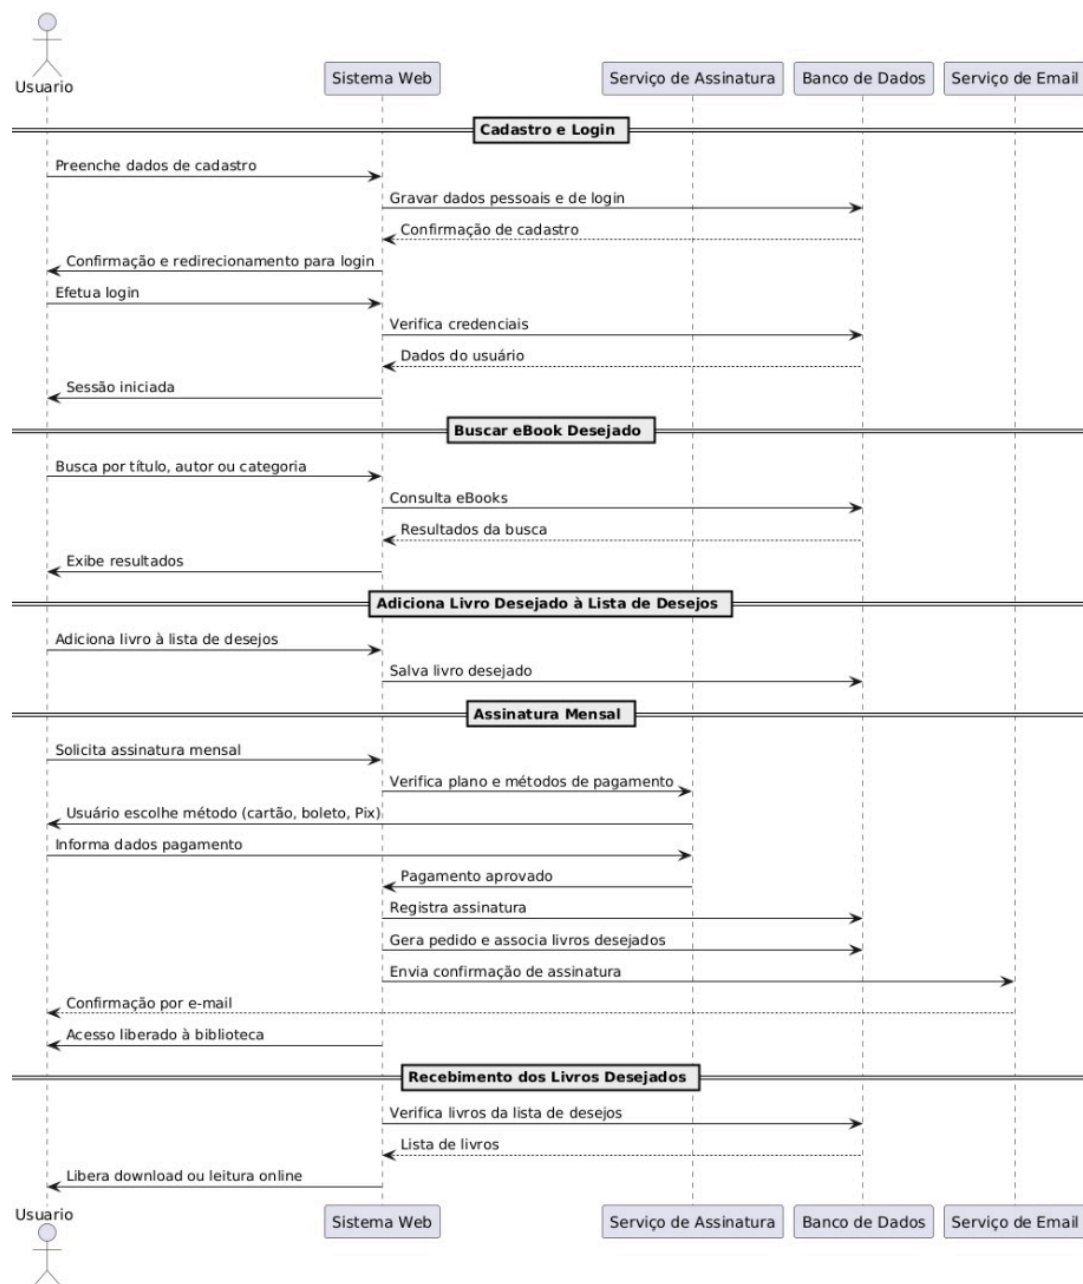 Usuario
Sistema Web
Serviço de Assinatura
Banco de Dados
Serviço de Email
Cadastro e Login
Preenche dados de cadastro
Gravar dados pessoais e de login
Confirmação de cadastro
Confirmação e redirecionamento para login
Efetua login
Verifica credenciais
Dados do usuário
Sessão iniciada
Buscar eBook Desejado
Busca por título, autor ou categoria
Consulta eBooks
Resultados da busca
Exibe resultados
Adiciona Livro Desejado à Lista de Desejos
Adiciona livro à lista de desejos
Salva livro desejado
Assinatura Mensal
Solicita assinatura mensal
Verifica plano e métodos de pagamento
Usuário escolhe método (cartão, boleto, Pix)
Informa dados pagamento
Pagamento aprovado
Registra assinatura
Gera pedido e associa livros desejados
Envia confirmação de assinatura
Confirmação por e-mail
Acesso liberado à biblioteca
Recebimento dos Livros Desejados
Verifica livros da lista de desejos
Lista de livros
Libera download ou leitura online
Usuario
Sistema Web
Serviço de Assinatura
Banco de Dados
Serviço de Email